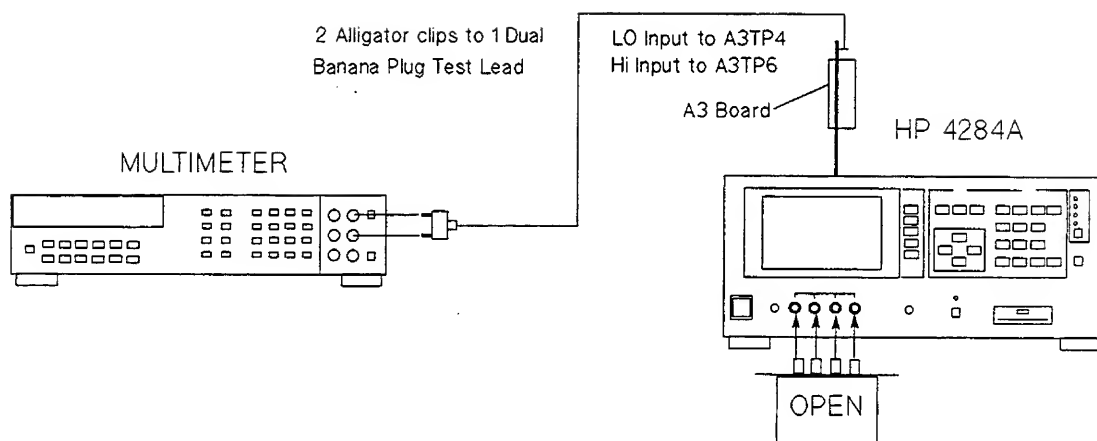 2 Alligator clips to 1 Dual
Banana Plug Test Lead
LO Input to A3TP4
Hi Input to A3TP6
A3 Board
HP 4284A
MULTIMETER
OPEN